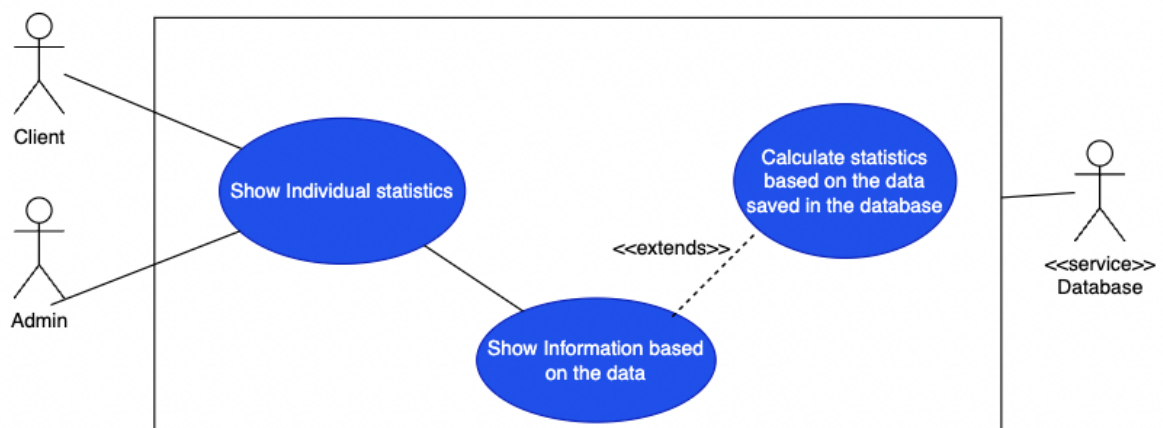 Client
Admin
Show Individual statistics
Show Information based
on the data
<<extends>>
Calculate statistics
based on the data
saved in the database
<<service>>
Database